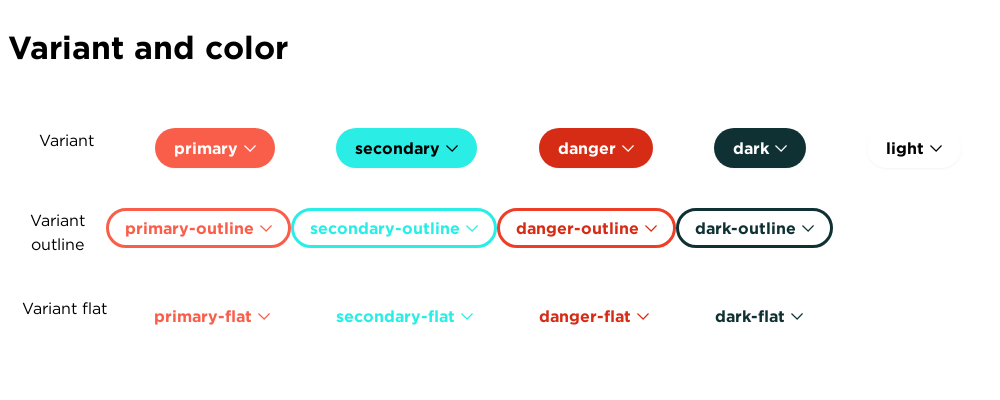 Variant and color
Variant primary secondary danger dark light
Variant
outline primary-outline secondary-outline danger-outline dark-outline
Variant flat primary-flat secondary-flat danger-flat dark-flat